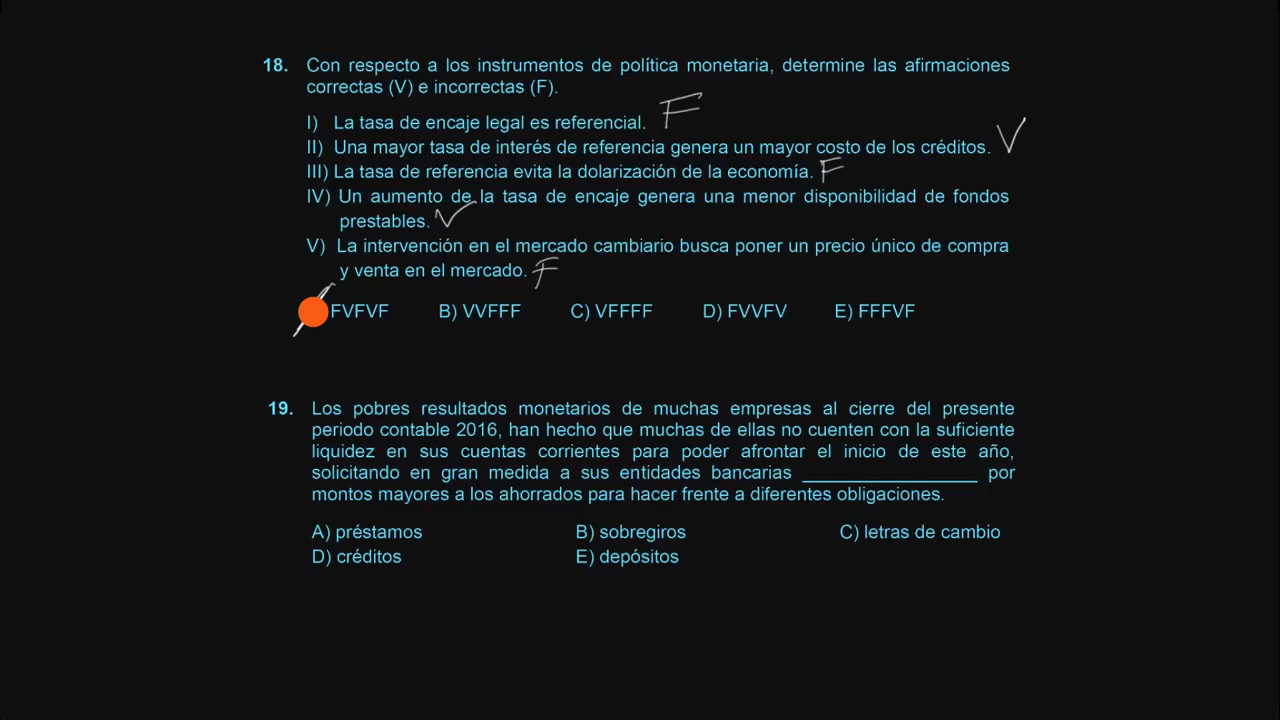 18. Con respecto a los instrumentos de política monetaria, determine las afirmaciones
correctas (V) e incorrectas (F).
I) La tasa de encaje legal es referencial. F
II) Una mayor tasa de interés de referencia genera un mayor costo de los créditos. V
III) La tasa de referencia evita la dolarización de la economía. F
IV) Un aumento de la tasa de encaje genera una menor disponibilidad de fondos
prestables. V
V) La intervención en el mercado cambiario busca poner un precio único de compra
y venta en el mercado. F
FVFVF B) VVFFF C) VFFFF D) FVVFV E) FFFVF
19. Los pobres resultados monetarios de muchas empresas al cierre del presente
periodo contable 2016, han hecho que muchas de ellas no cuenten con la suficiente
liquidez en sus cuentas corrientes para poder afrontar el inicio de este año,
solicitando en gran medida a sus entidades bancarias _________________ por
montos mayores a los ahorrados para hacer frente a diferentes obligaciones.
A) préstamos B) sobregiros C) letras de cambio
D) créditos E) depósitos